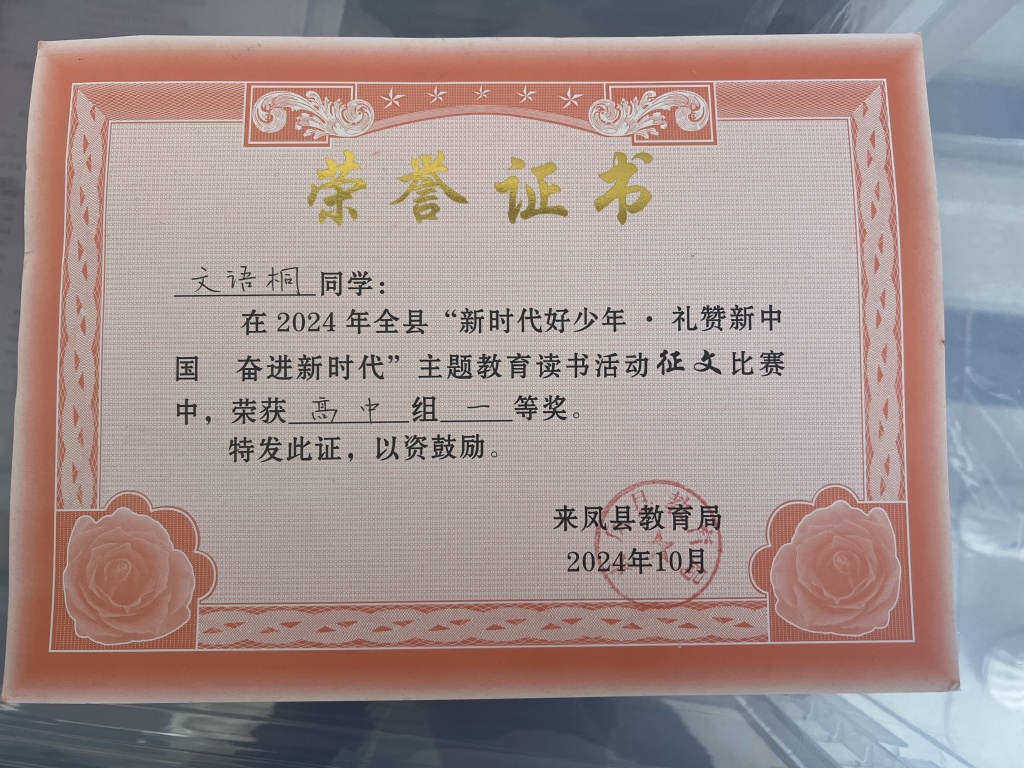 荣誉证书
文语桐同学：
在2024年全县“新时代好少年·礼赞新中
国 奋进新时代”主题教育读书活动征文比赛
中，荣获高中组一等奖。
特发此证，以资鼓励。
来凤县教育局
2024年10月